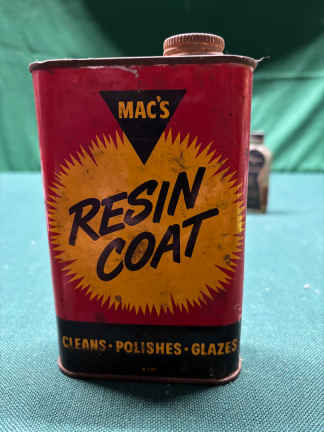 MAC'S
RESIN
COAT
CLEANS · POLISHES · GLAZES